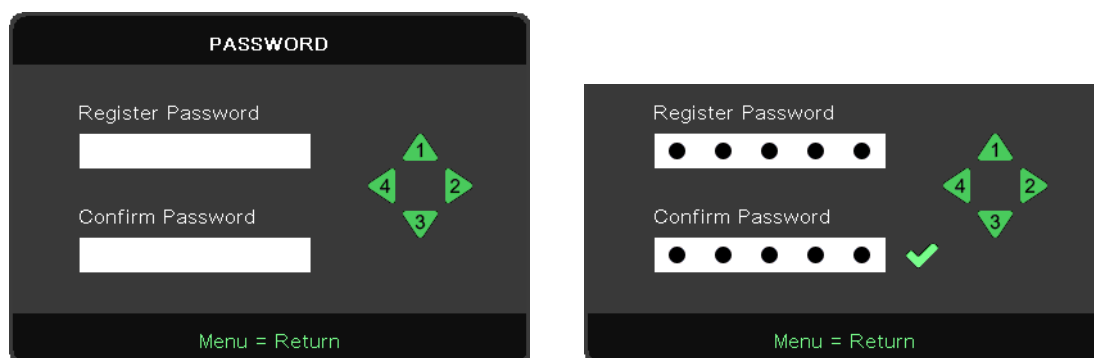 PASSWORD
Register Password
1
4
2
Confirm Password
3
Menu = Return
Register Password
1
4
2
Confirm Password
3
Menu = Return